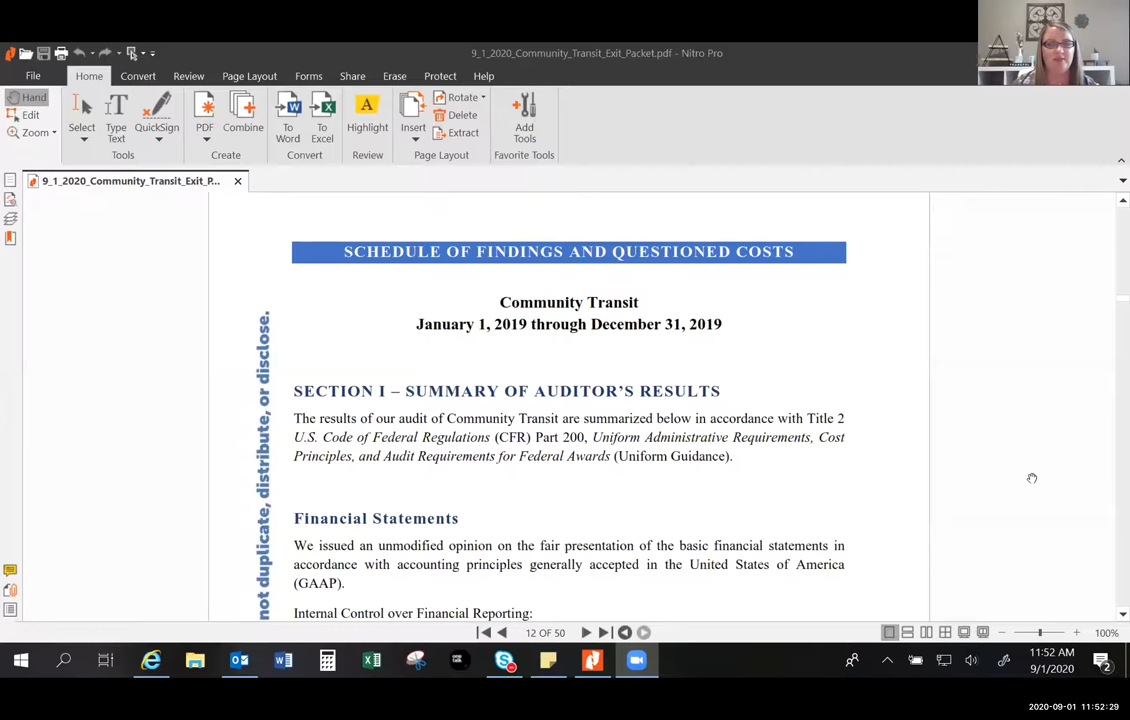 9_1_2020_Community_Transit_Exit_Packet.pdf - Nitro Pro
File Home Convert Review Page Layout Forms Share Erase Protect Help
Hand
Edit
Zoom
Select
Type Text
QuickSign
Tools
PDF
Combine
Create
To Word
To Excel
Convert
Highlight
Review
Insert
Rotate
Delete
Extract
Page Layout
Add Tools
Favorite Tools
9_1_2020_Community_Transit_Exit_P...
SCHEDULE OF FINDINGS AND QUESTIONED COSTS
Community Transit
January 1, 2019 through December 31, 2019
not duplicate, distribute, or disclose.
SECTION I – SUMMARY OF AUDITOR'S RESULTS
The results of our audit of Community Transit are summarized below in accordance with Title 2
U.S. Code of Federal Regulations (CFR) Part 200, Uniform Administrative Requirements, Cost
Principles, and Audit Requirements for Federal Awards (Uniform Guidance).
Financial Statements
We issued an unmodified opinion on the fair presentation of the basic financial statements in
accordance with accounting principles generally accepted in the United States of America
(GAAP).
Internal Control over Financial Reporting:
12 OF 50
100%
11:52 AM
9/1/2020
2
2020-09-01 11:52:29